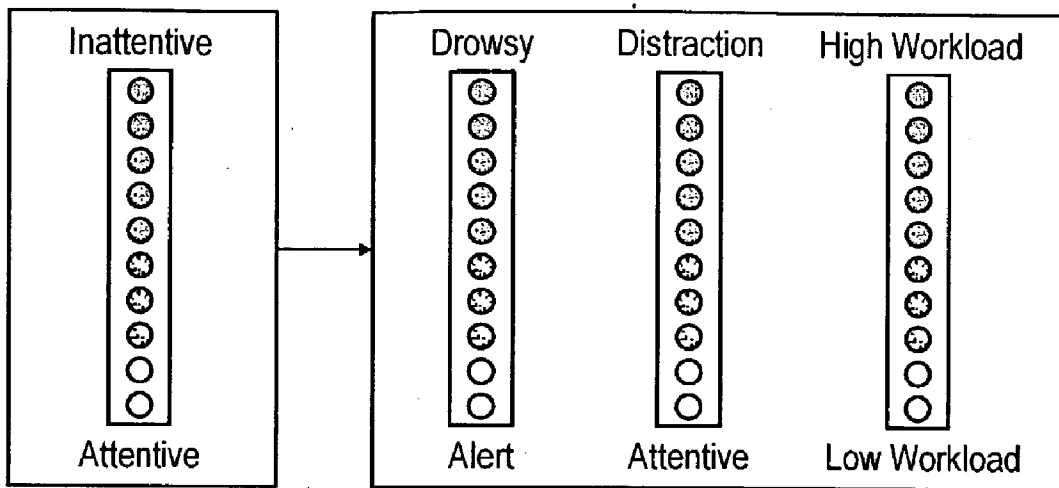 Inattentive
Attentive
Drowsy
Distraction
High Workload
Alert
Attentive
Low Workload